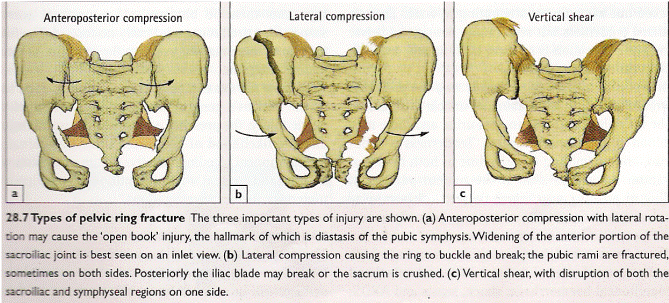 Anteroposterior compression
Lateral compression
Vertical shear
a
b
c
28.7 Types of pelvic ring fracture The three important types of injury are shown. (a) Anteroposterior compression with lateral rota-
tion may cause the 'open book' injury, the hallmark of which is diastasis of the pubic symphysis. Widening of the anterior portion of the
sacroiliac joint is best seen on an inlet view. (b) Lateral compression causing the ring to buckle and break; the pubic rami are fractured,
sometimes on both sides. Posteriorly the iliac blade may break or the sacrum is crushed. (c) Vertical shear, with disruption of both the
sacroiliac and symphyseal regions on one side.